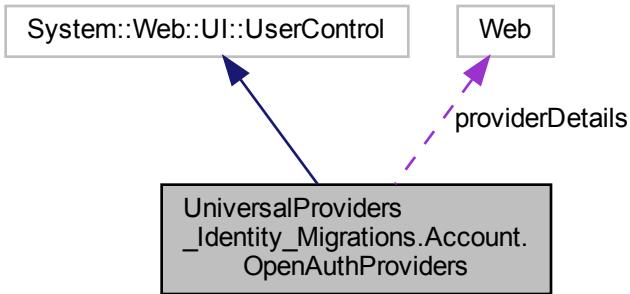 System::Web::UI::UserControl
Web
providerDetails
UniversalProviders
_Identity_Migrations.Account.
OpenAuthProviders